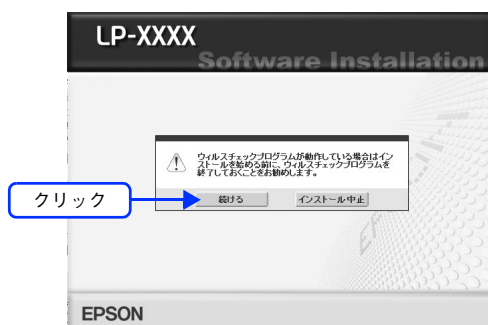 LP-XXXX
Software Installation
ウィルスチェックプログラムが動作している場合はイン
ストールを始める前に、ウィルスチェックプログラムを
終了しておくことをお勧めします。
クリック
続ける
インストール中止
EPSON
EPSON